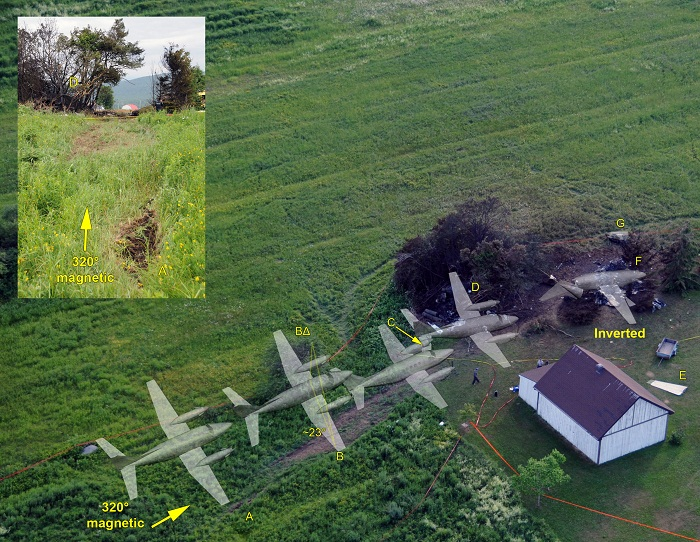 D
320°
magnetic
A
G
F
D
Inverted
BΔ
C
E
~23°
B
A
320°
magnetic